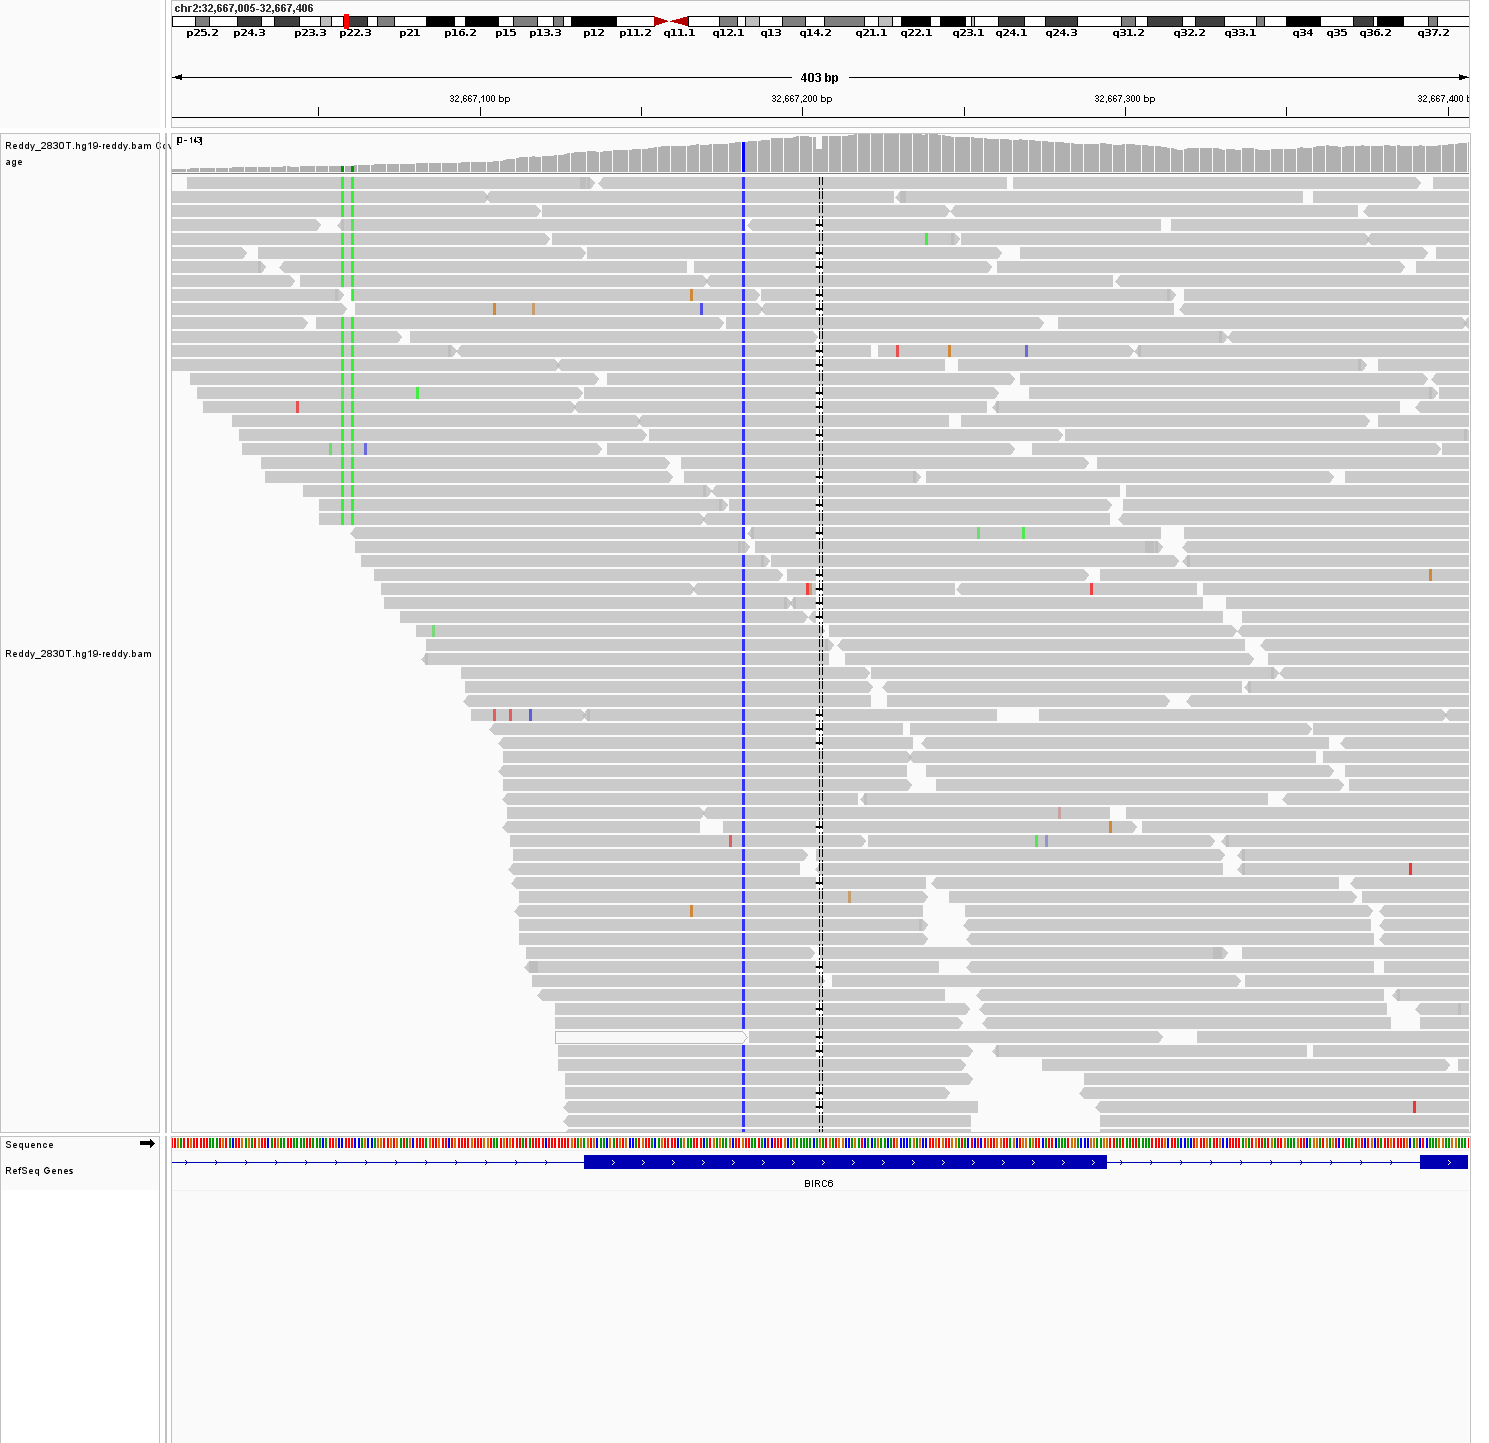 chr2:32,667,005-32,667,406
p25.2 p24.3 p23.3 p22.3 p21 p16.2 p15 p13.3 p12 p11.2 q11.1 q12.1 q13 q14.2 q21.1 q22.1 q23.1 q24.1 q24.3 q31.2 q32.2 q33.1 q34 q35 q36.2 q37.2
403 bp
32,667,100 bp 32,667,200 bp 32,667,300 bp 32,667,400 b
[0 - 143]
Reddy_2830T.hg19-reddy.bam Cov
age
Reddy_2830T.hg19-reddy.bam
Sequence
RefSeq Genes
BIRC6